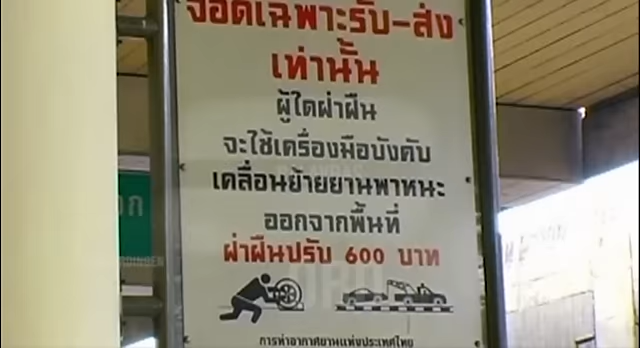 จอดเฉพาะรับ-ส่ง
เท่านั้น
ผู้ใดฝ่าฝืน
จะใช้เครื่องมือบังคับ
เคลื่อนย้ายยานพาหนะ
ออกจากพื้นที่
ฝ่าฝืนปรับ 600 บาท
การท่าอากาศยานแห่งประเทศไทย